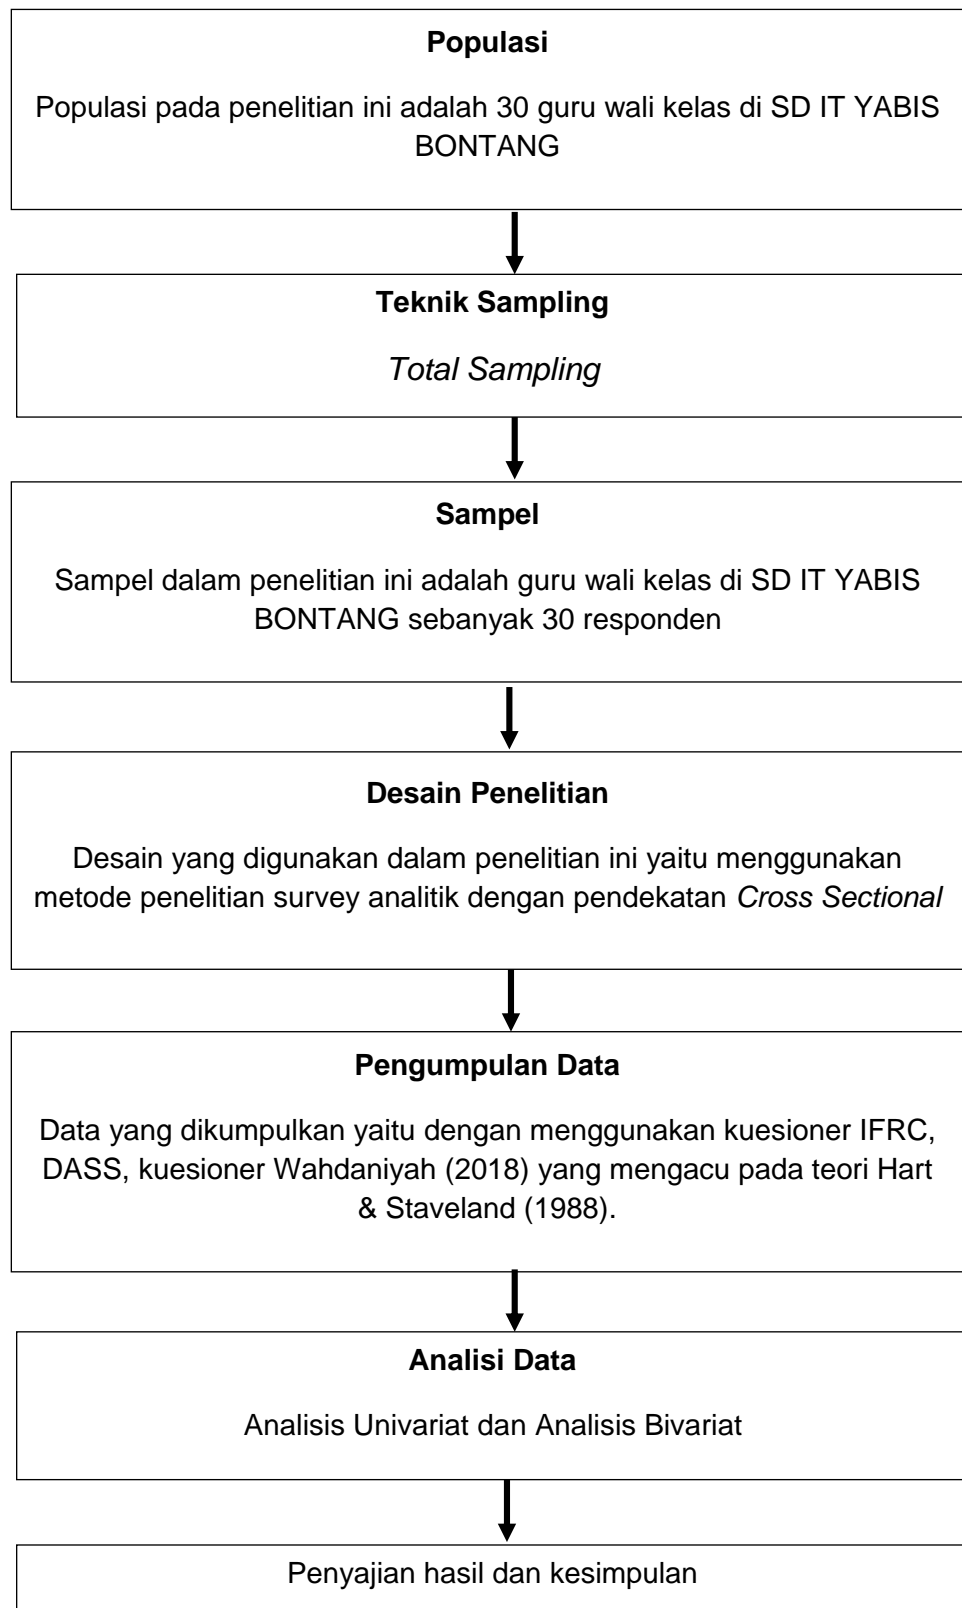 Populasi
Populasi pada penelitian ini adalah 30 guru wali kelas di SD IT YABIS
BONTANG
Teknik Sampling
Total Sampling
Sampel
Sampel dalam penelitian ini adalah guru wali kelas di SD IT YABIS
BONTANG sebanyak 30 responden
Desain Penelitian
Desain yang digunakan dalam penelitian ini yaitu menggunakan
metode penelitian survey analitik dengan pendekatan Cross Sectional
Pengumpulan Data
Data yang dikumpulkan yaitu dengan menggunakan kuesioner IFRC,
DASS, kuesioner Wahdaniyah (2018) yang mengacu pada teori Hart
& Staveland (1988).
Analisi Data
Analisis Univariat dan Analisis Bivariat
Penyajian hasil dan kesimpulan